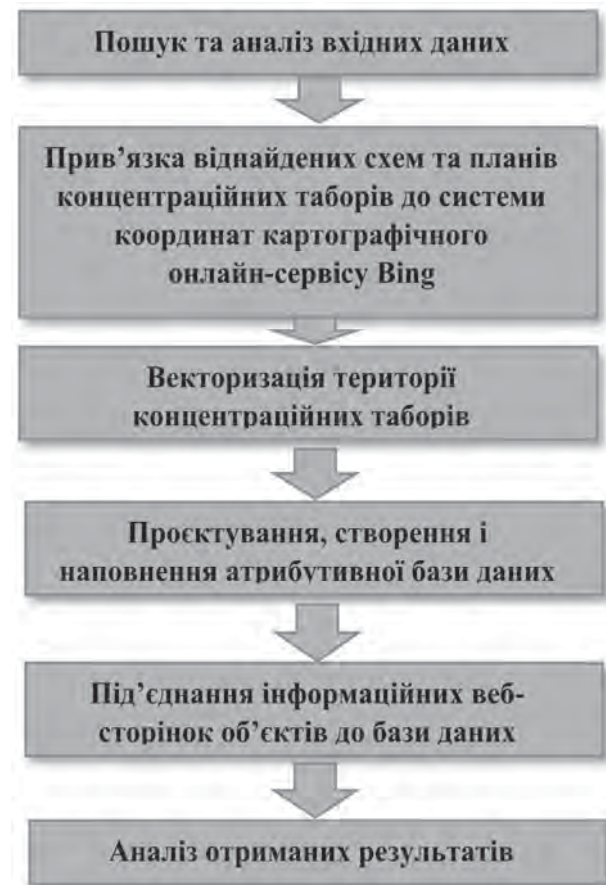 Пошук та аналіз вхідних даних
Прив’язка віднайдених схем та планів
концентраційних таборів до системи
координат картографічного
онлайн-сервісу Bing
Векторизація території
концентраційних таборів
Проєктування, створення і
наповнення атрибутивної бази даних
Під’єднання інформаційних веб-
сторінок об’єктів до бази даних
Аналіз отриманих результатів